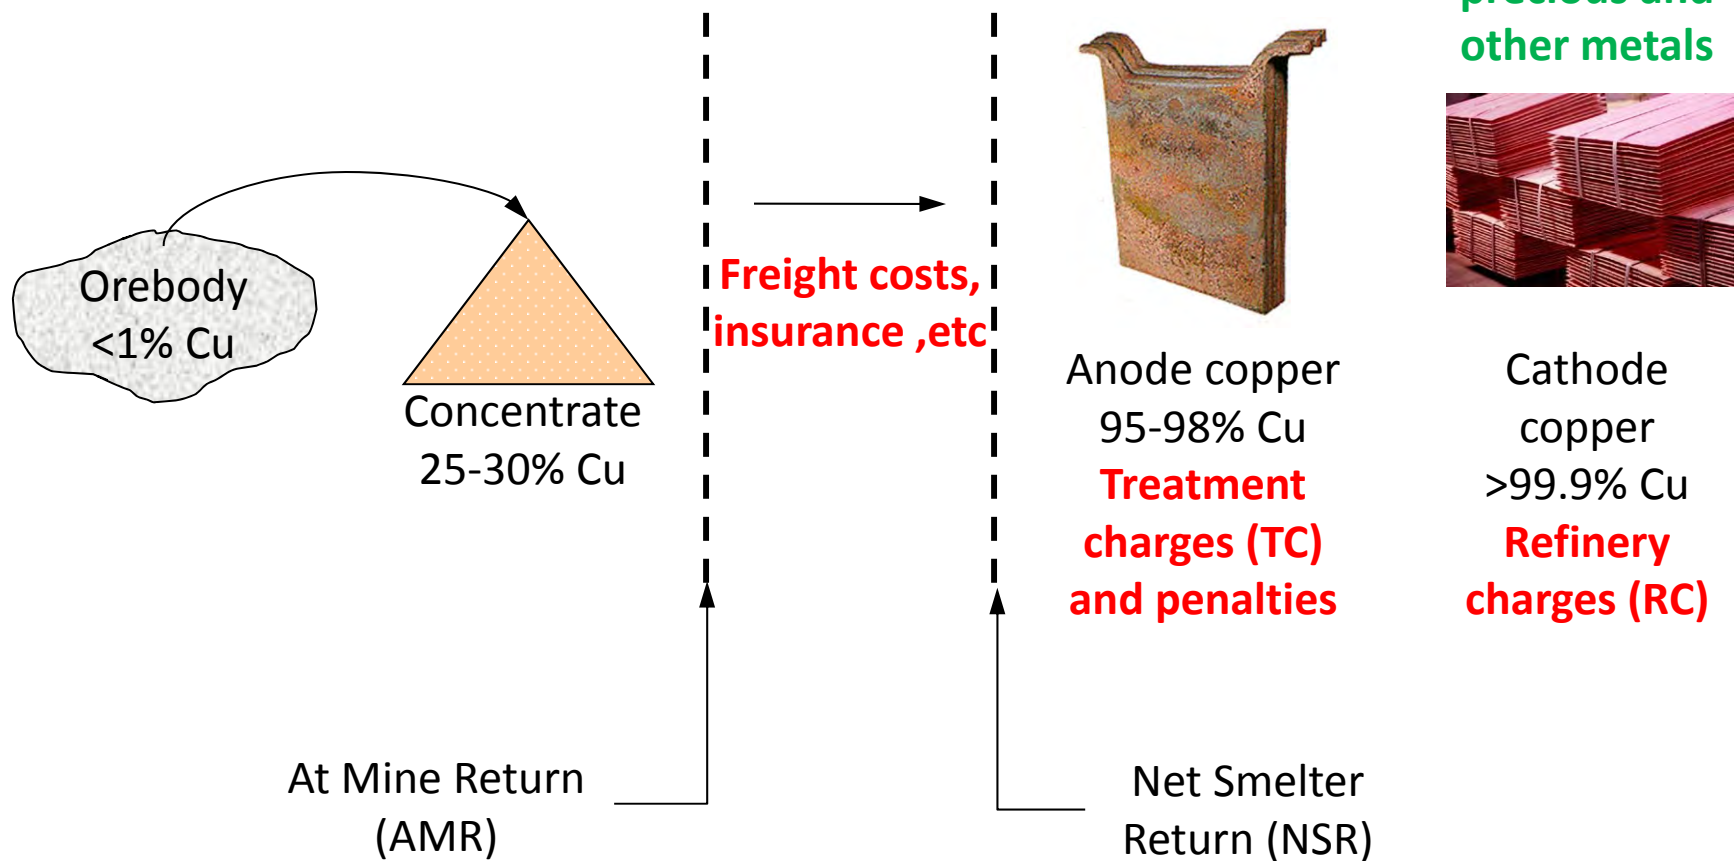 precious and
other metals
Orebody
<1% Cu
Concentrate
25-30% Cu
Freight costs,
insurance ,etc
Anode copper
95-98% Cu
Treatment
charges (TC)
and penalties
Cathode
copper
>99.9% Cu
Refinery
charges (RC)
At Mine Return
(AMR)
Net Smelter
Return (NSR)